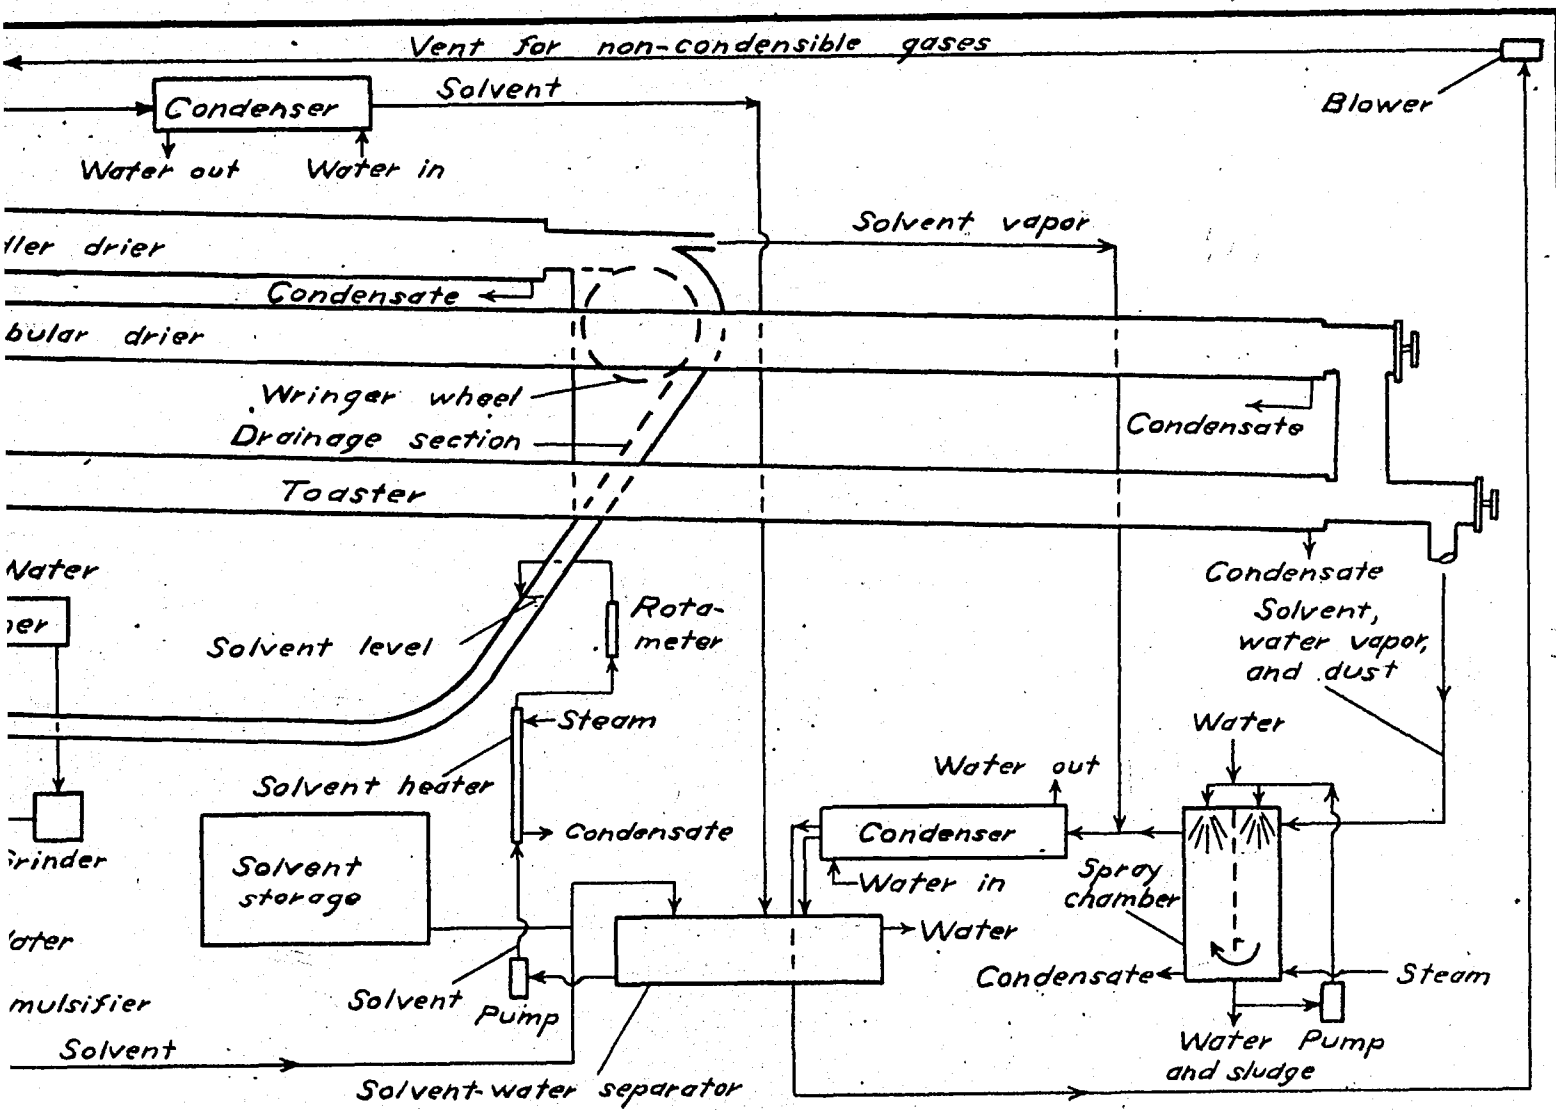 Vent for non-condensible gases
Blower
Condenser
Solvent
Water out
Water in
Solvent vapor
drier
Condensate
drier
Wringer wheel
Condensate
Drainage section
Toaster
Water
Condensate
Solvent,
water vapor,
and dust
Rota-
meter
Solvent level
Steam
Water
Solvent heater
Water out
Condensate
Condenser
Grinder
Solvent
storage
Water in
Spray
chamber
Water
Condensate
Steam
Solvent
Pump
mulsifier
Solvent
Water
and sludge
Pump
Solvent-water separator